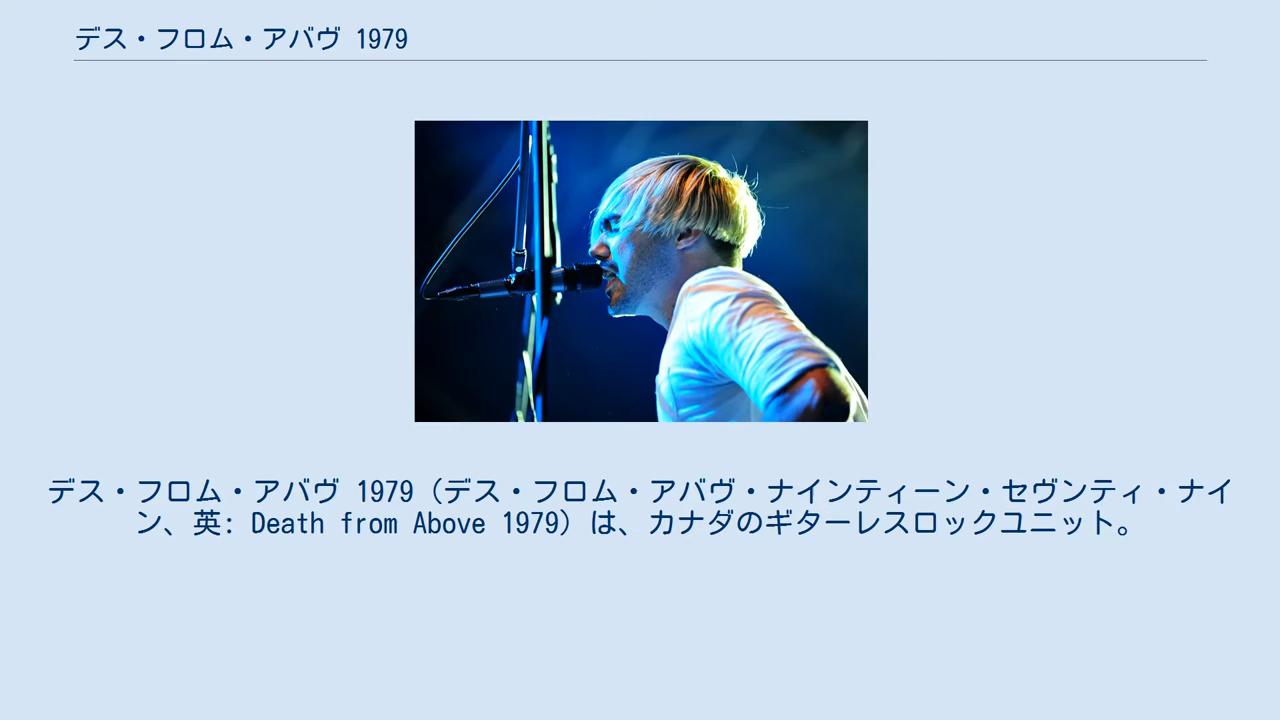 デス・フロム・アバヴ 1979
デス・フロム・アバヴ 1979（デス・フロム・アバヴ・ナインティーン・セヴンティ・ナイ
ン、英: Death from Above 1979）は、カナダのギターレスロックユニット。